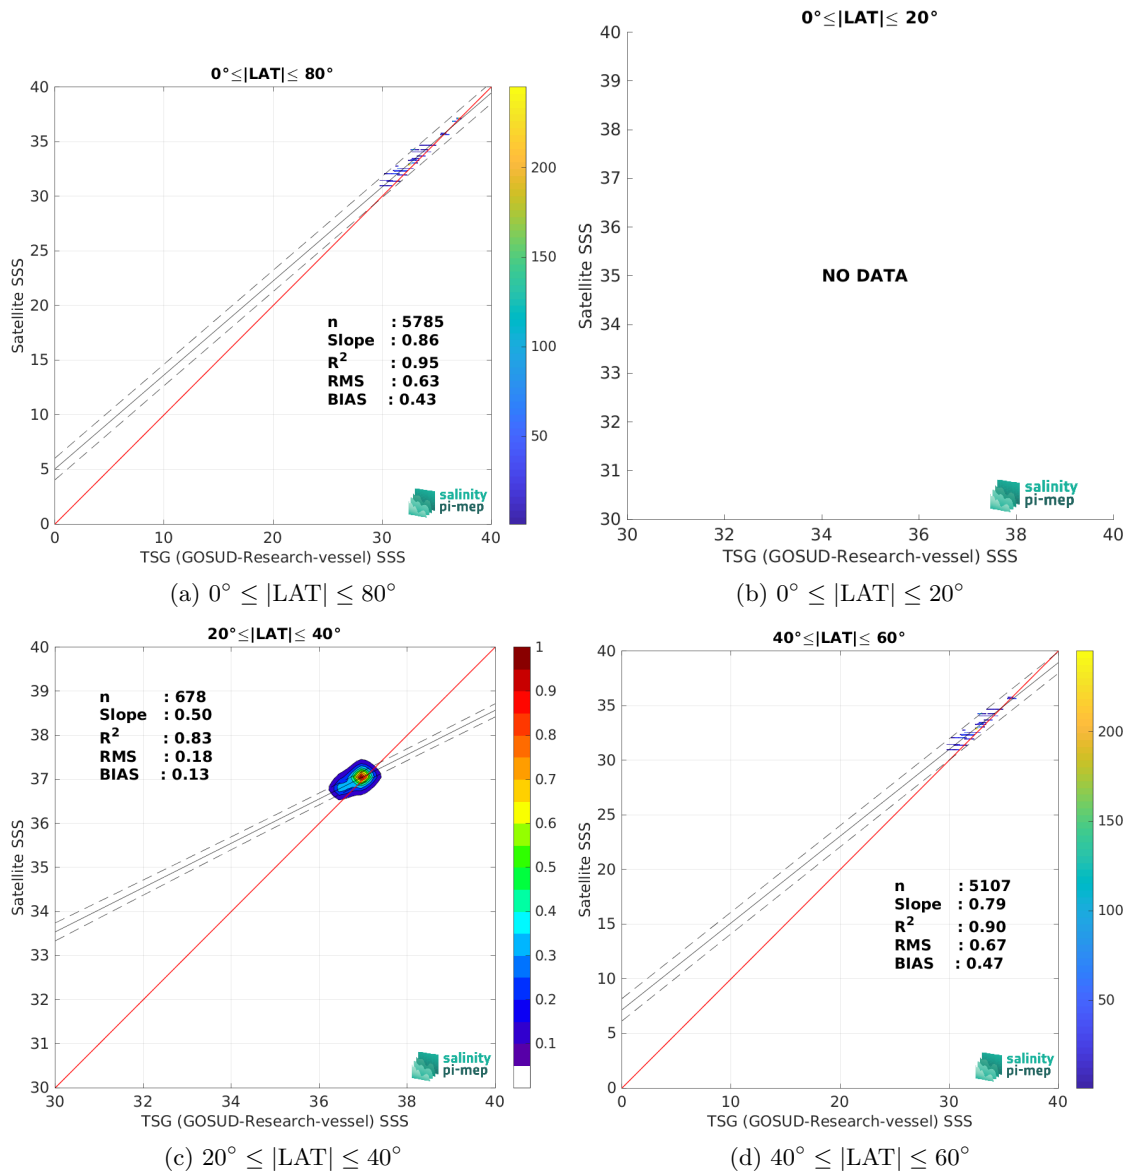 0°≤|LAT|≤ 80°
40
35
30
25
20
15
10
5
0
Satellite SSS
n : 5785
Slope : 0.86
R² : 0.95
RMS : 0.63
BIAS : 0.43
salinity
pi-mep
0 10 20 30 40
TSG (GOSUD-Research-vessel) SSS
200
150
100
50
(a) 0° ≤ |LAT| ≤ 80°
0°≤|LAT|≤ 20°
40
39
38
37
36
35
34
33
32
31
30
Satellite SSS
NO DATA
salinity
pi-mep
30 32 34 36 38 40
TSG (GOSUD-Research-vessel) SSS
(b) 0° ≤ |LAT| ≤ 20°
20°≤|LAT|≤ 40°
40
39
38
37
36
35
34
33
32
31
30
Satellite SSS
n : 678
Slope : 0.50
R² : 0.83
RMS : 0.18
BIAS : 0.13
salinity
pi-mep
30 32 34 36 38 40
TSG (GOSUD-Research-vessel) SSS
1
0.9
0.8
0.7
0.6
0.5
0.4
0.3
0.2
0.1
(c) 20° ≤ |LAT| ≤ 40°
40°≤|LAT|≤ 60°
40
35
30
25
20
15
10
5
0
Satellite SSS
n : 5107
Slope : 0.79
R² : 0.90
RMS : 0.67
BIAS : 0.47
salinity
pi-mep
0 10 20 30 40
TSG (GOSUD-Research-vessel) SSS
200
150
100
50
(d) 40° ≤ |LAT| ≤ 60°